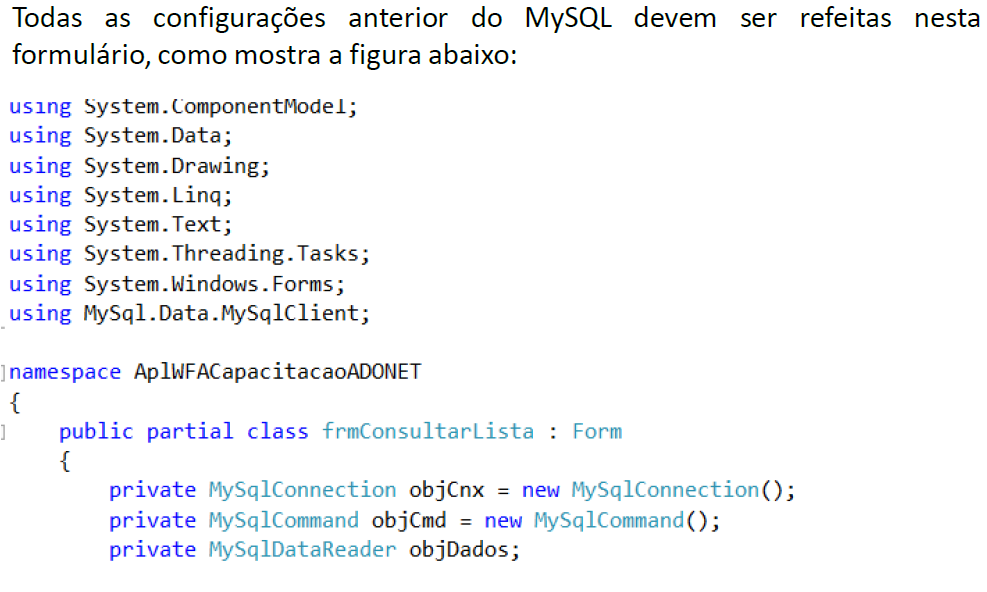 Todas as configurações anterior do MySQL devem ser refeitas nesta
formulário, como mostra a figura abaixo:
using System.ComponentModel;
using System.Data;
using System.Drawing;
using System.Linq;
using System.Text;
using System.Threading.Tasks;
using System.Windows.Forms;
using MySql.Data.MySqlClient;
namespace AplWFACapacitacaoADONET
{
public partial class frmConsultarLista : Form
{
private MySqlConnection objCnx = new MySqlConnection();
private MySqlCommand objCmd = new MySqlCommand();
private MySqlDataReader objDados;